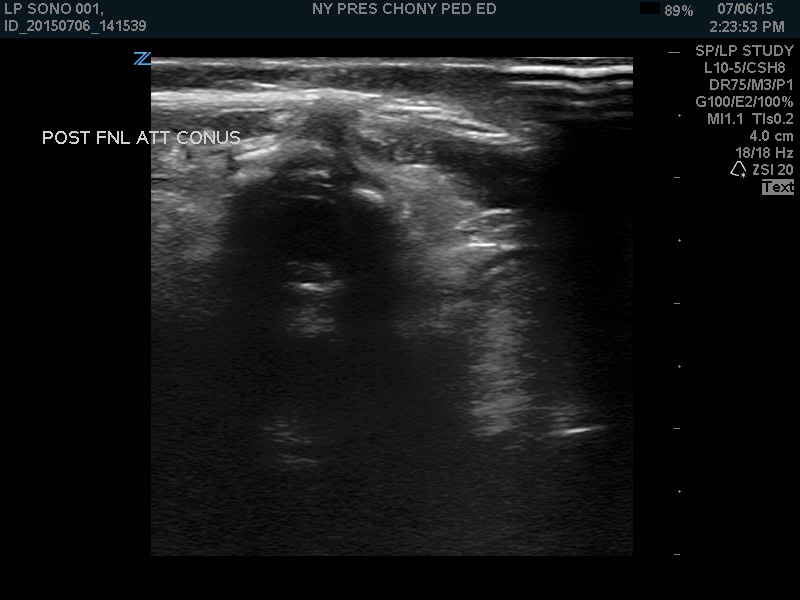 LP SONO 001,
ID_20150706_141539
NY PRES CHONY PED ED
89%
07/06/15
2:23:53 PM
SP/LP STUDY
L10-5/CSH8
DR75/M3/P1
G100/E2/100%
MI1.1 TIs0.2
4.0 cm
18/18 Hz
ZSI 20
Text
Z
POST FNL ATT CONUS